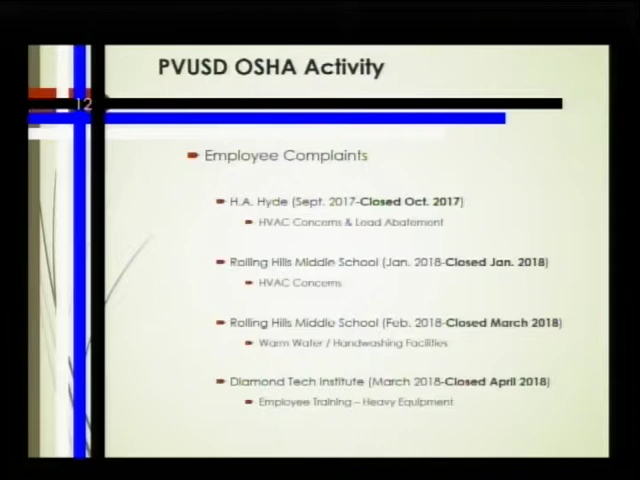 PVUSD OSHA Activity
12
Employee Complaints
H.A. Hyde (Sept. 2017-Closed Oct. 2017)
HVAC Concerns & Lead Abatement
Rolling Hills Middle School (Jan. 2018-Closed Jan. 2018)
HVAC Concerns
Rolling Hills Middle School (Feb. 2018-Closed March 2018)
Warm Water / Handwashing Facilities
Diamond Tech Institute (March 2018-Closed April 2018)
Employee Training – Heavy Equipment